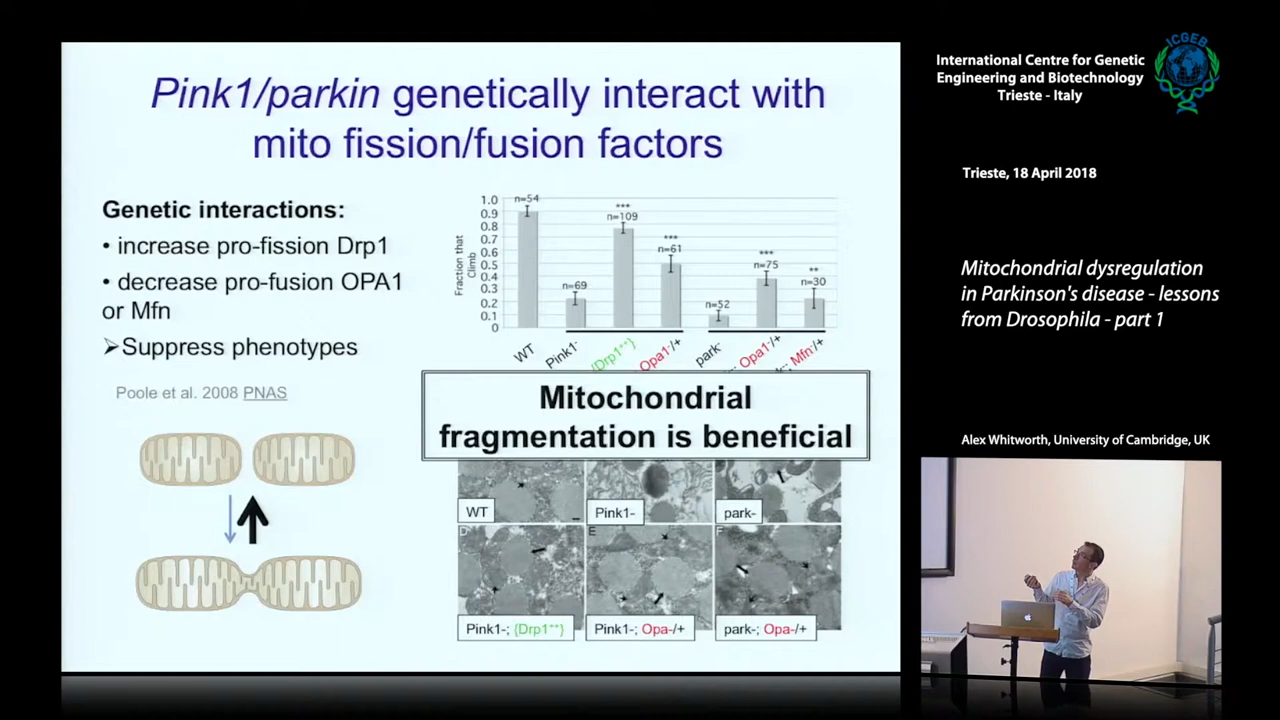 Pink1/parkin genetically interact with
mito fission/fusion factors
Genetic interactions:
• increase pro-fission Drp1
• decrease pro-fusion OPA1
or Mfn
➢Suppress phenotypes
Poole et al. 2008 PNAS
Fraction that
Climb
1.0
0.9
0.8
0.7
0.6
0.5
0.4
0.3
0.2
0.1
0
n=54
n=69
***
n=109
***
n=61
n=52
***
n=75
**
n=30
WT
Pink1-
{Drp1++}
Opa1-/+
park-
-; Opa1-/+
-; Mfn-/+
Mitochondrial
fragmentation is beneficial
WT
Pink1-
park-
D
E
F
Pink1-; {Drp1++}
Pink1-; Opa-/+
park-; Opa-/+
ICGEB
International Centre for Genetic
Engineering and Biotechnology
Trieste - Italy
Trieste, 18 April 2018
Mitochondrial dysregulation
in Parkinson's disease - lessons
from Drosophila - part 1
Alex Whitworth, University of Cambridge, UK